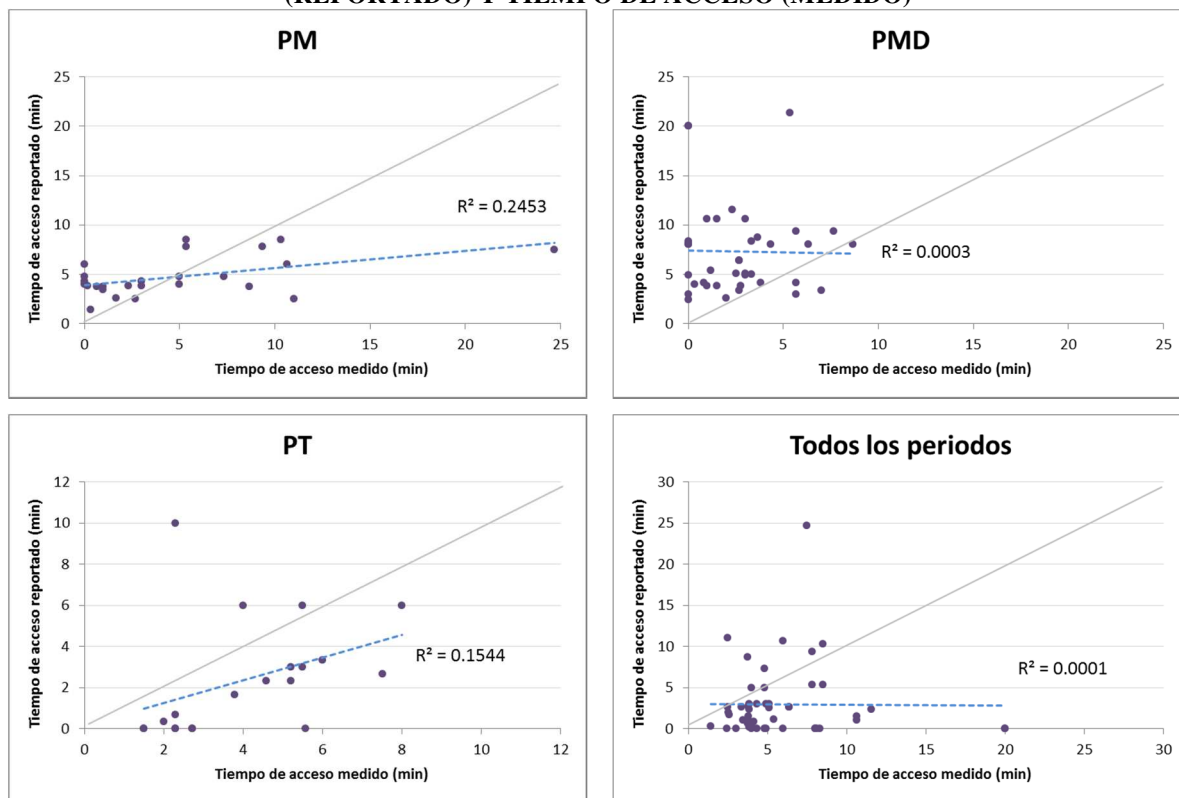 (REPORTADO) Y TIEMPO DE ACCESO (MEDIDO)
PM
25
20
15
10
5
0
0 5 10 15 20 25
Tiempo de acceso reportado (min)
Tiempo de acceso medido (min)
R² = 0.2453
PMD
25
20
15
10
5
0
0 5 10 15 20 25
Tiempo de acceso reportado (min)
Tiempo de acceso medido (min)
R² = 0.0003
PT
12
10
8
6
4
2
0
0 2 4 6 8 10 12
Tiempo de acceso reportado (min)
Tiempo de acceso medido (min)
R² = 0.1544
Todos los periodos
30
25
20
15
10
5
0
0 5 10 15 20 25 30
Tiempo de acceso reportado (min)
Tiempo de acceso medido (min)
R² = 0.0001